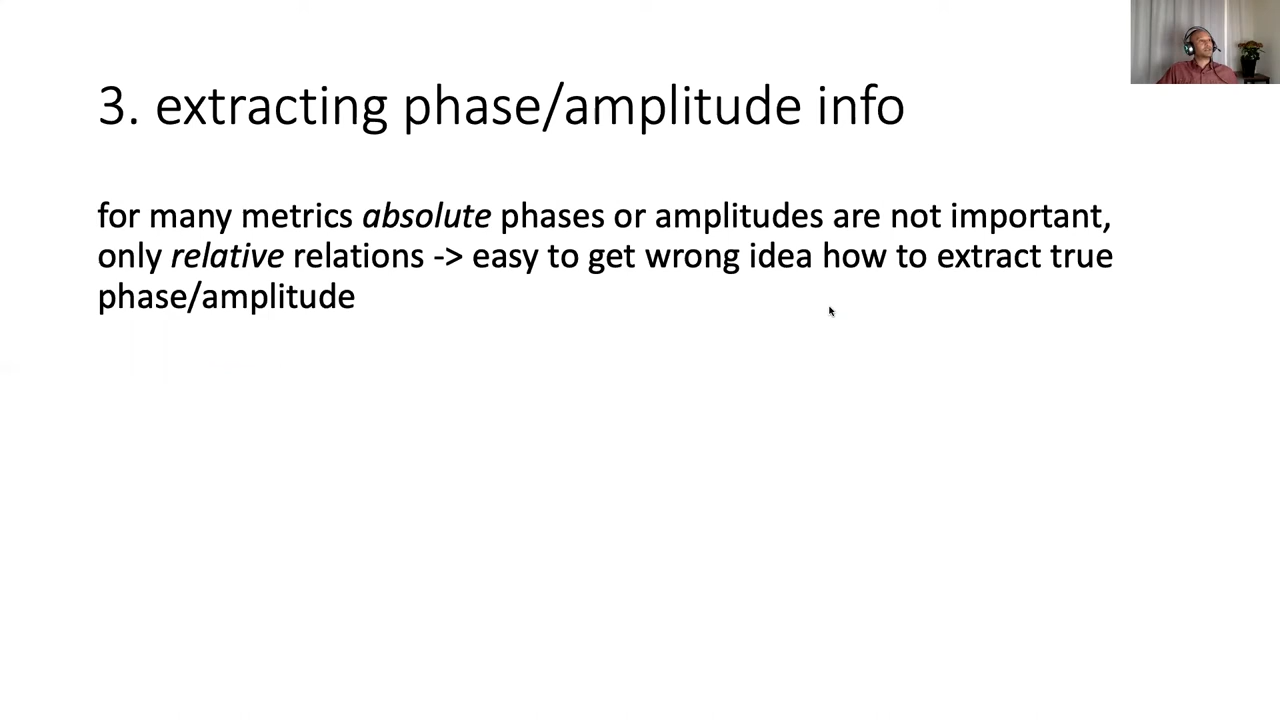 3. extracting phase/amplitude info
for many metrics absolute phases or amplitudes are not important,
only relative relations -> easy to get wrong idea how to extract true
phase/amplitude